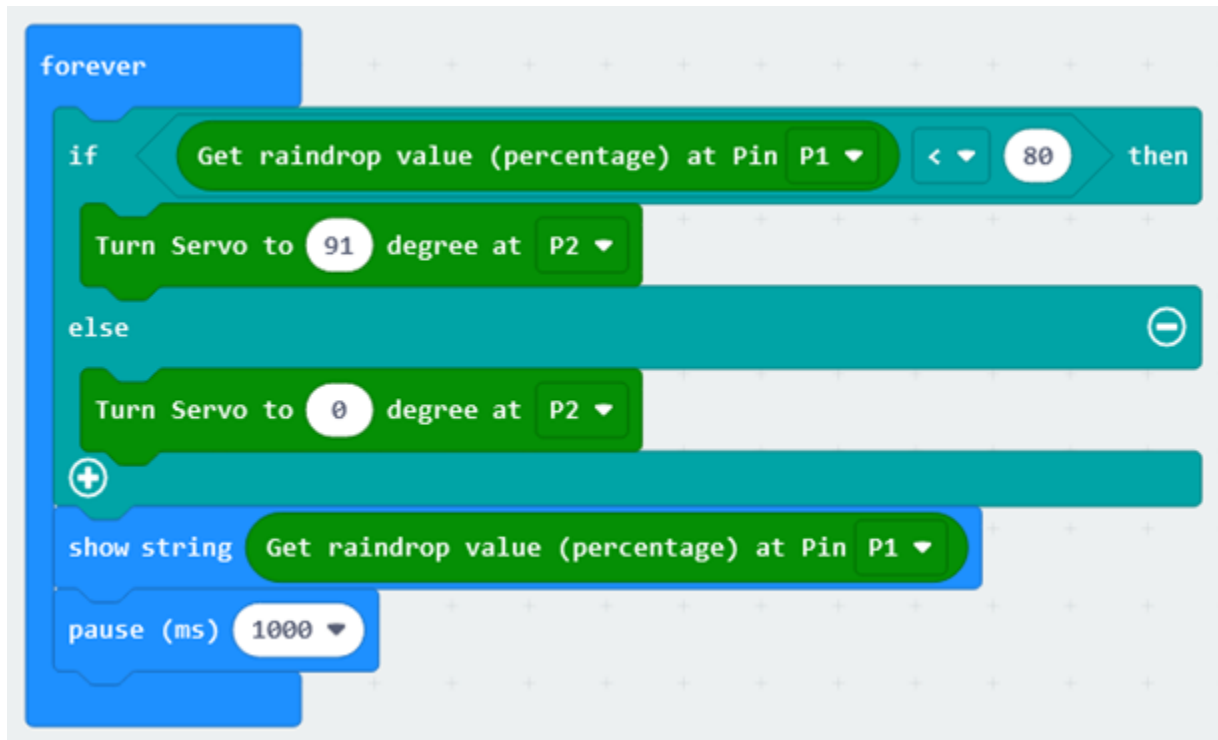 forever
if Get raindrop value (percentage) at Pin P1 < 80 then
Turn Servo to 91 degree at P2
else
Turn Servo to 0 degree at P2
show string Get raindrop value (percentage) at Pin P1
pause (ms) 1000